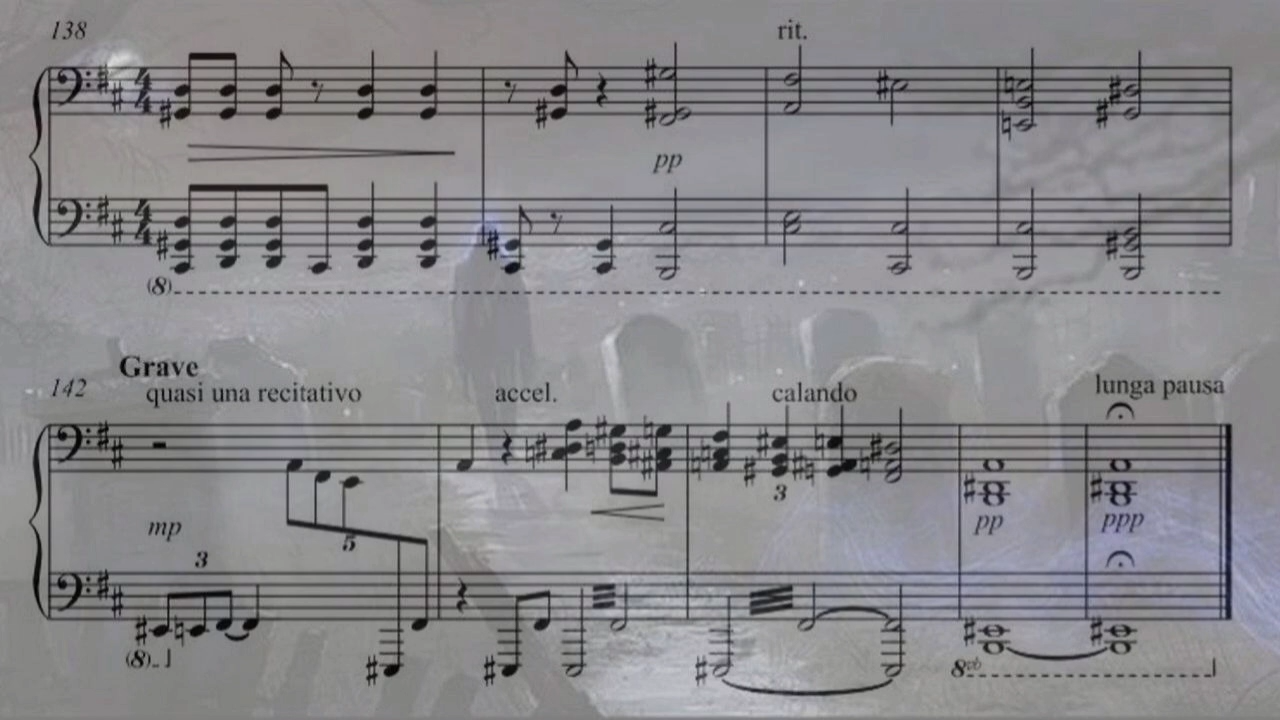 138
rit.
pp
(8)
Grave
142
quasi una recitativo
accel.
calando
lunga pausa
mp
3
5
3
pp
ppp
(8)
8vb